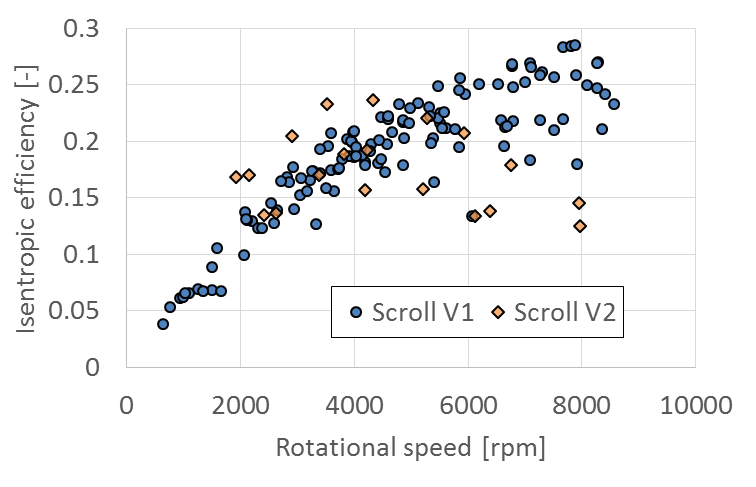 0.3
0.25
0.2
0.15
0.1
0.05
0
Isentropic efficiency [-]
Scroll V1 Scroll V2
0 2000 4000 6000 8000 10000
Rotational speed [rpm]